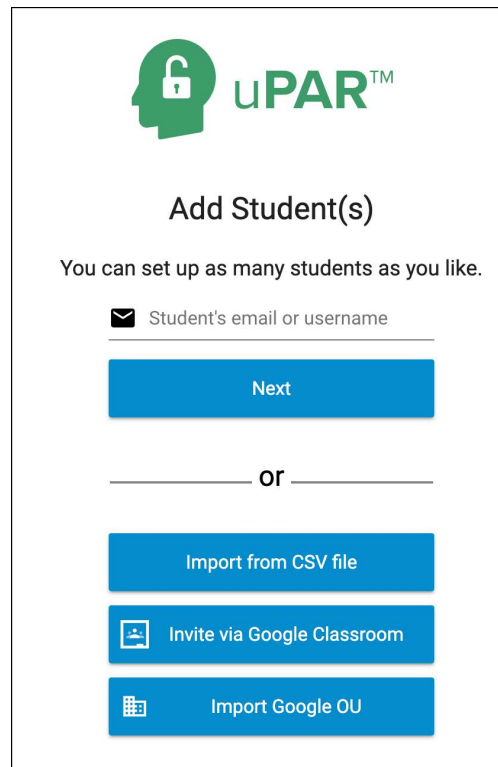 uPAR™
Add Student(s)
You can set up as many students as you like.
Student's email or username
Next
or
Import from CSV file
Invite via Google Classroom
Import Google OU